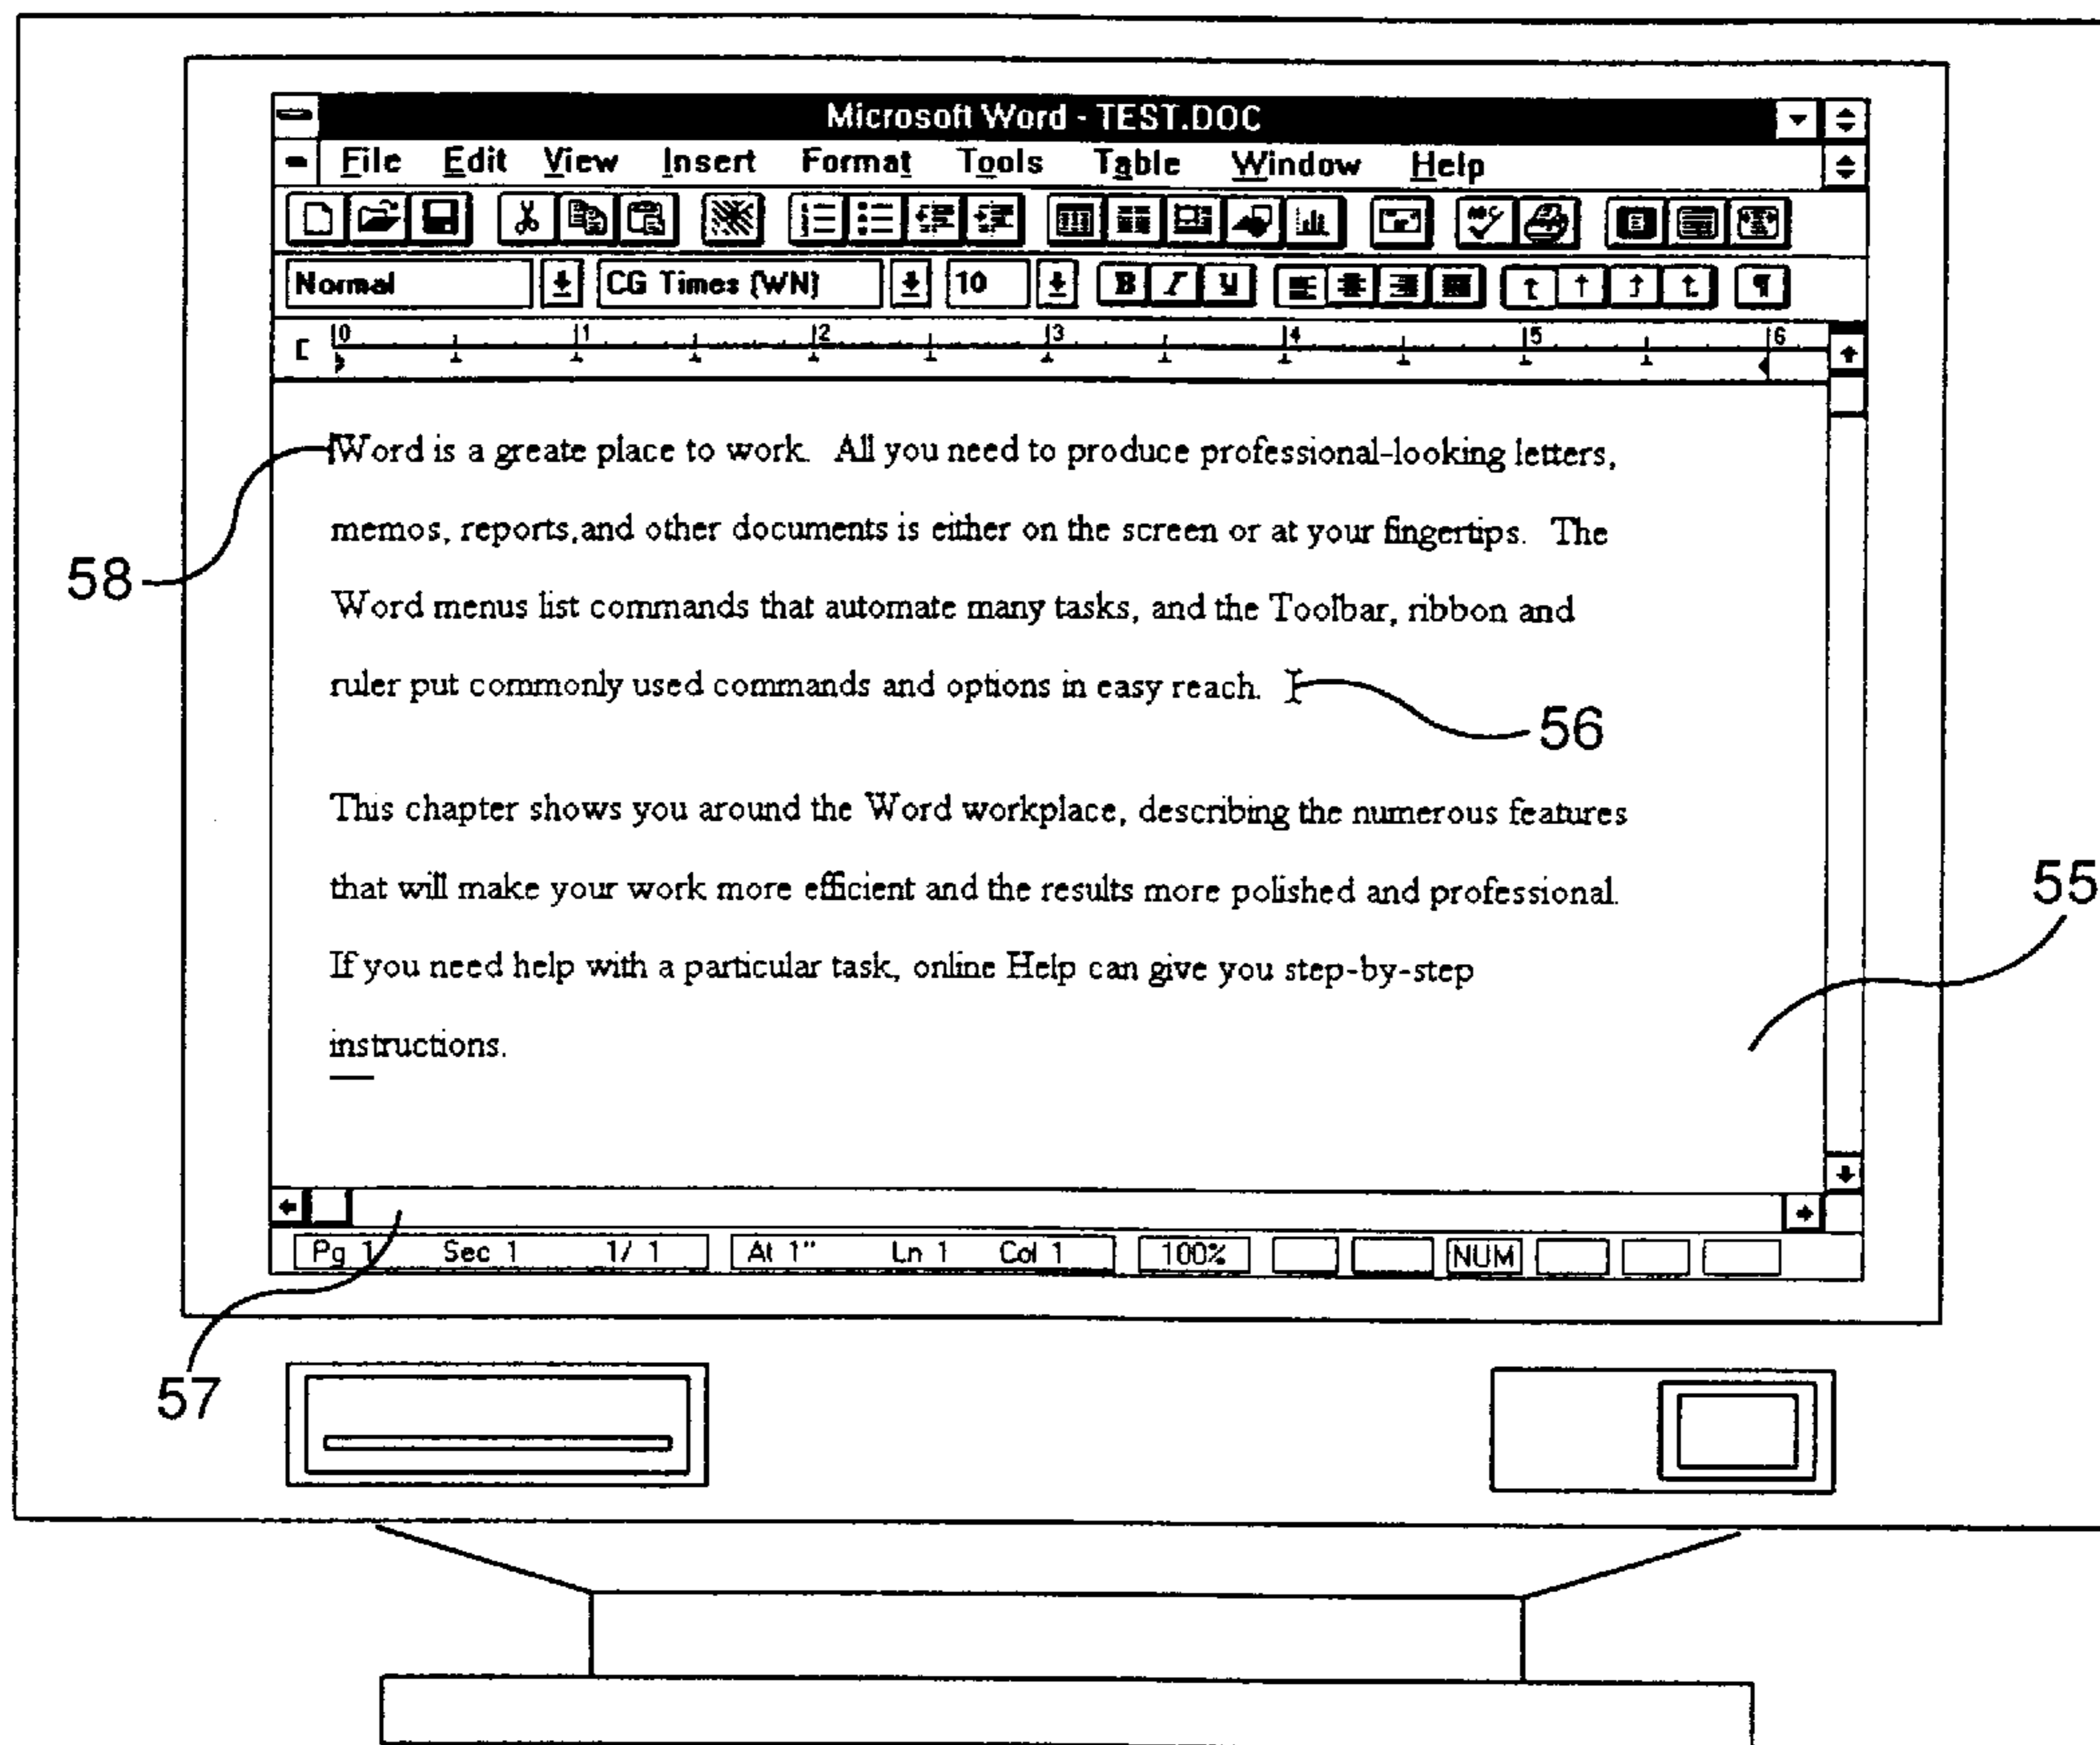 Microsoft Word - TEST.DOC
File Edit View Insert Format Tools Table Window Help
ABC
Normal CG Times (WN) 10 B I U ¶
0 1 2 3 4 5 6
Word is a greate place to work. All you need to produce professional-looking letters,
58
memos, reports,and other documents is either on the screen or at your fingertips. The
Word menus list commands that automate many tasks, and the Toolbar, ribbon and
ruler put commonly used commands and options in easy reach.
56
This chapter shows you around the Word workplace, describing the numerous features
that will make your work more efficient and the results more polished and professional.
55
If you need help with a particular task, online Help can give you step-by-step
instructions.
Pg 1 Sec 1 1/ 1 At 1" Ln 1 Col 1 100% NUM
57